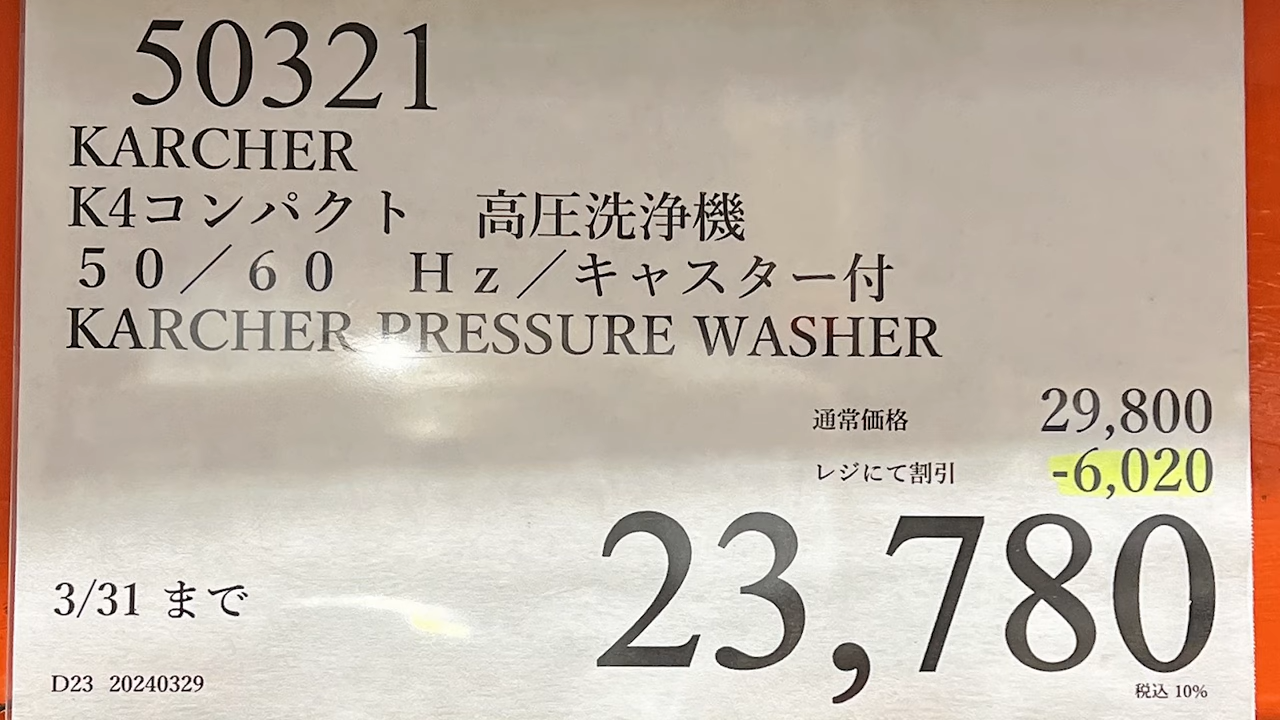 50321
KARCHER
K4コンパクト　高圧洗浄機
５０／６０　Ｈｚ／キャスター付
KARCHER PRESSURE WASHER
通常価格 29,800
レジにて割引 -6,020
23,780
3/31 まで
D23 20240329
税込 10%